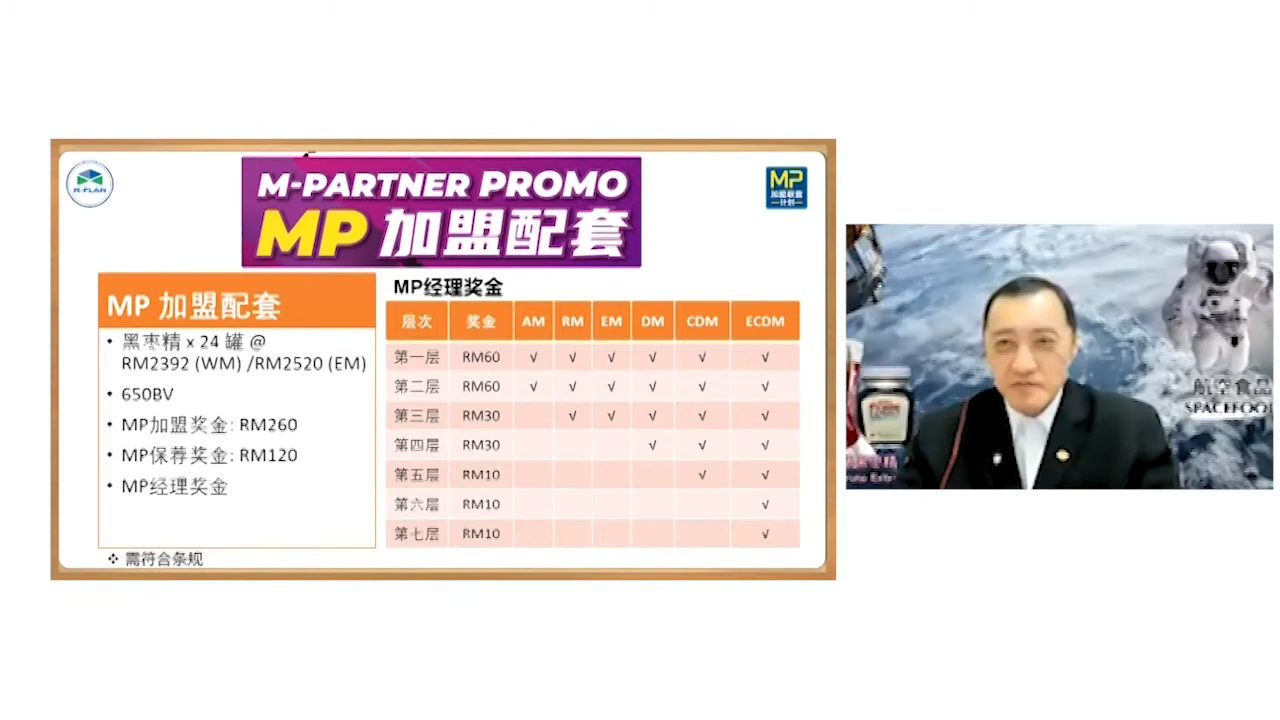 M-PLAN
M-PARTNER PROMO
MP 加盟配套
MP
加盟联营
—计划—
MP 加盟配套
• 黑枣精 x 24 罐 @
RM2392 (WM) /RM2520 (EM)
• 650BV
• MP加盟奖金: RM260
• MP保荐奖金: RM120
• MP经理奖金
❖ 需符合条规
MP经理奖金
层次 奖金 AM RM EM DM CDM ECDM
第一层 RM60 √ √ √ √ √ √
第二层 RM60 √ √ √ √ √ √
第三层 RM30 √ √ √ √ √
第四层 RM30 √ √ √
第五层 RM10 √ √
第六层 RM10 √
第七层 RM10 √
航空食品
SPACEFOO